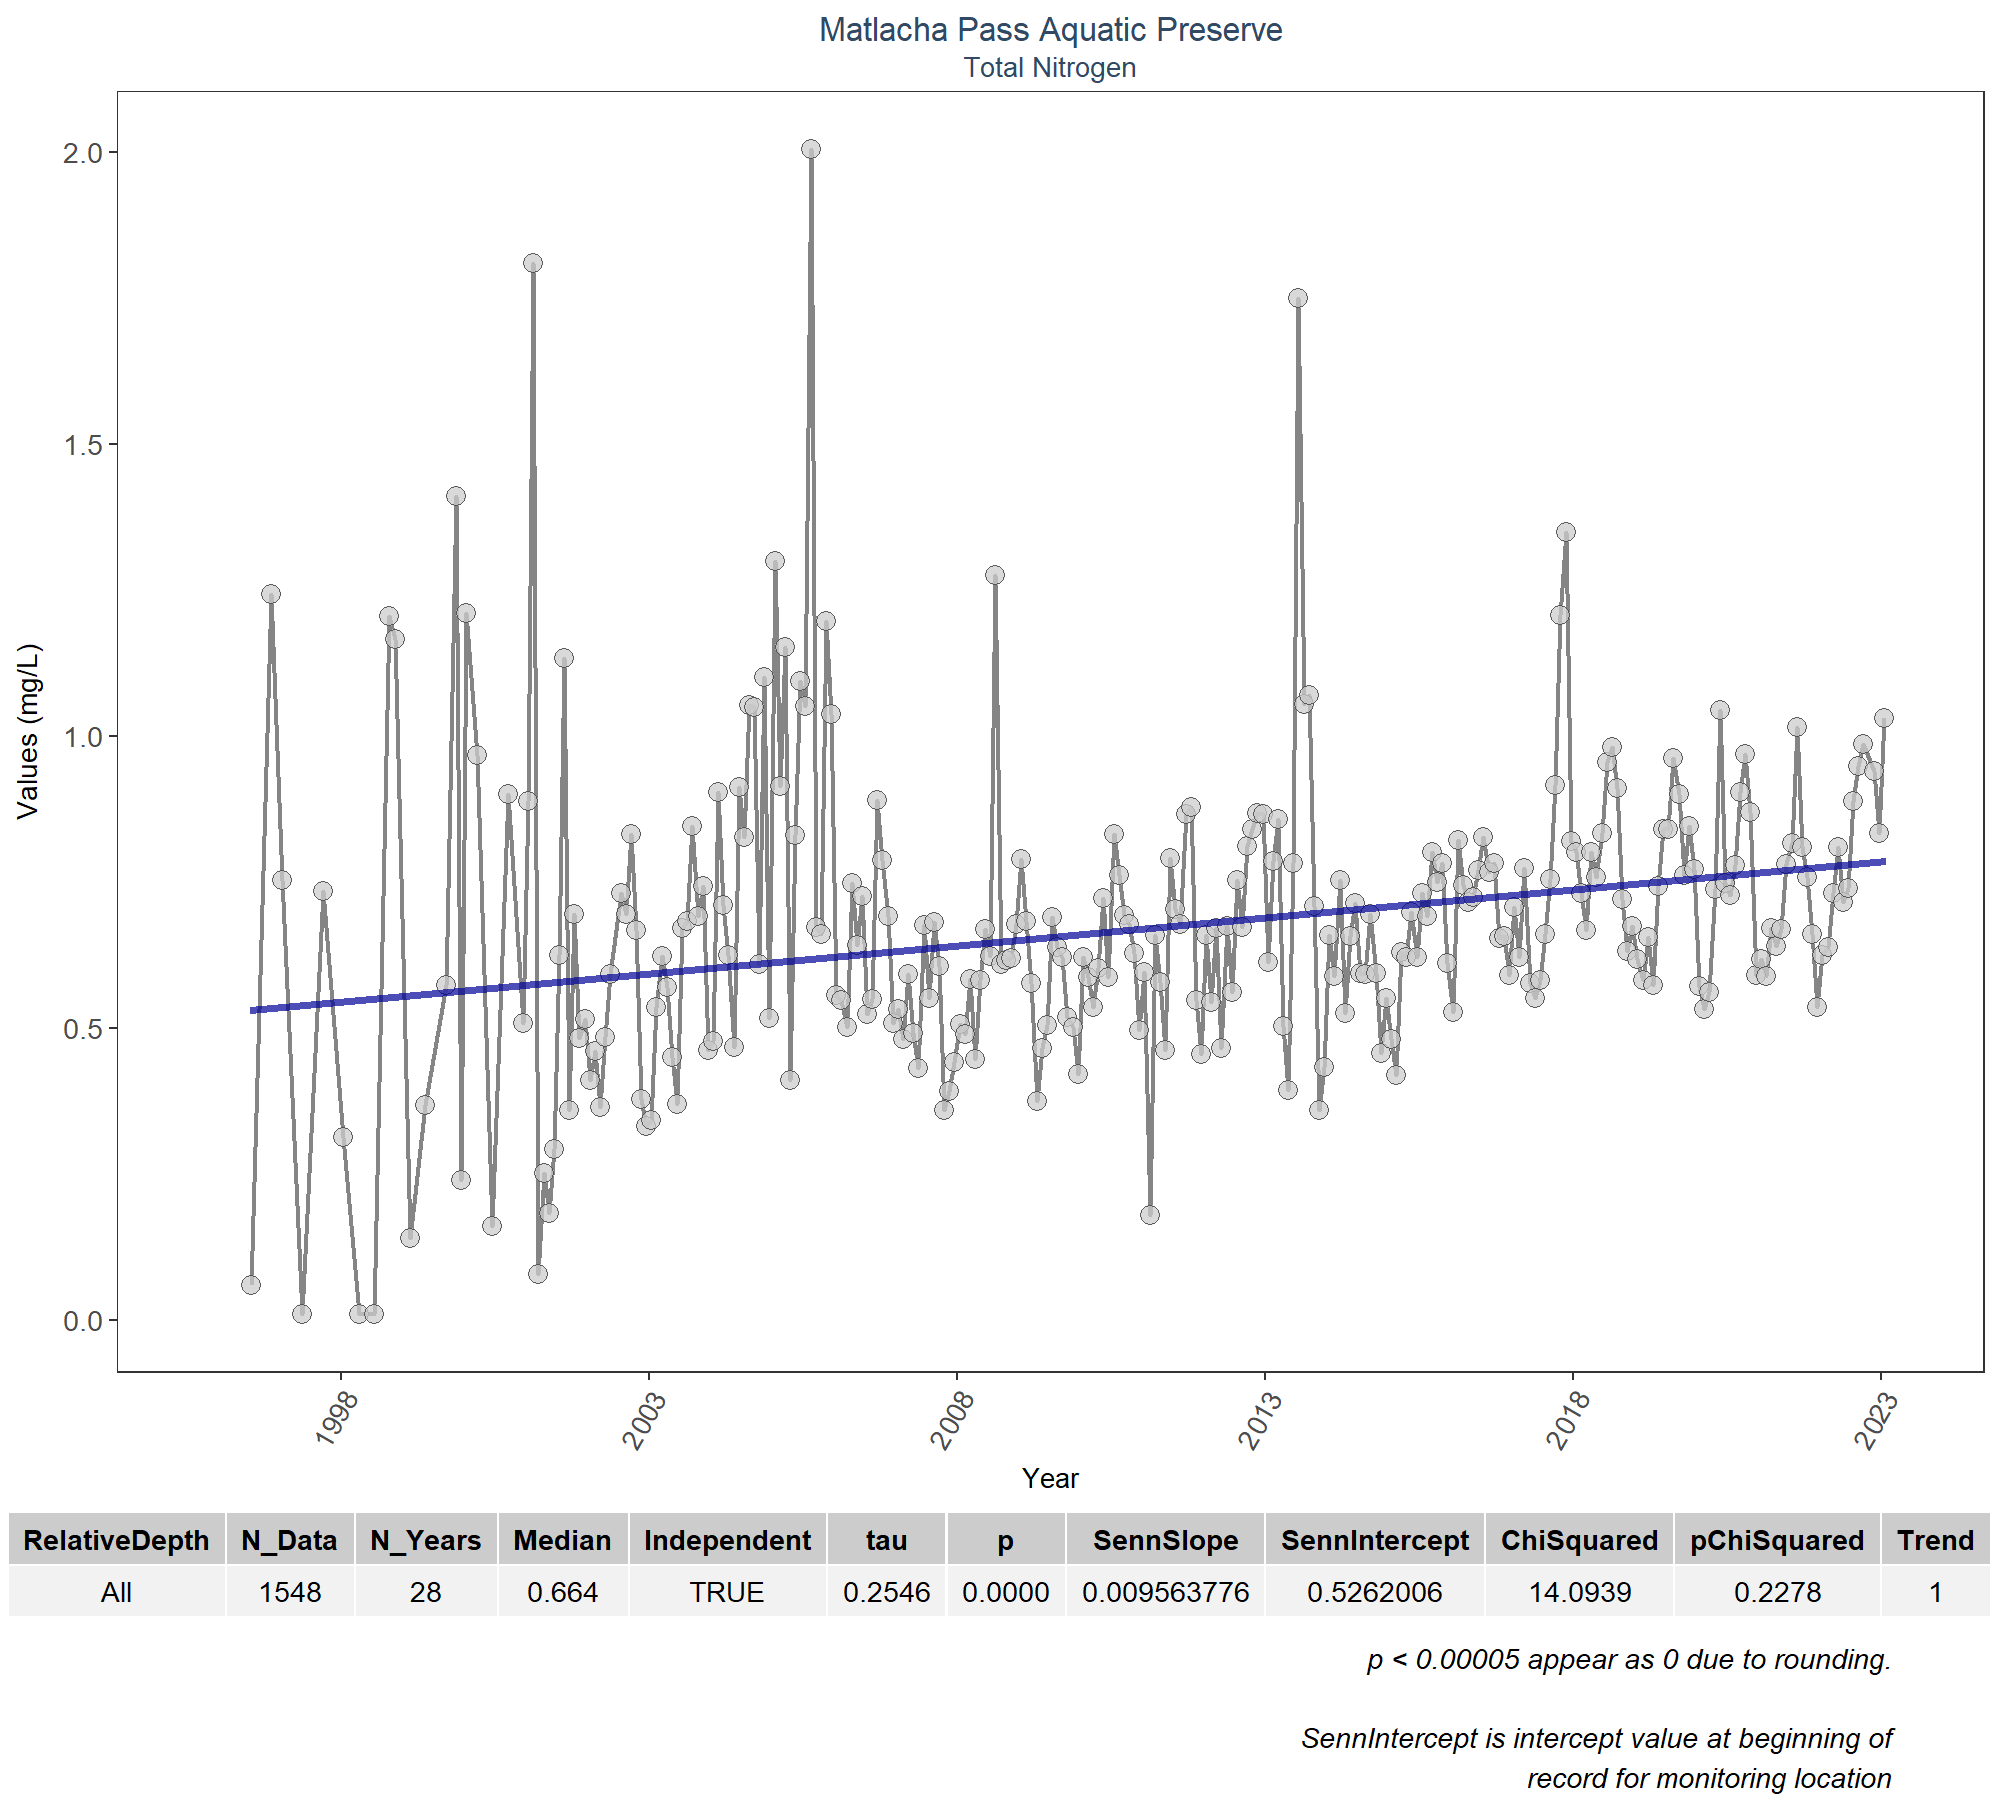 Matlacha Pass Aquatic Preserve
Total Nitrogen
Values (mg/L)
2.0
1.5
1.0
0.5
0.0
1998 2003 2008 2013 2018 2023
Year
RelativeDepth N_Data N_Years Median Independent tau p SennSlope SennIntercept ChiSquared pChiSquared Trend
All 1548 28 0.664 TRUE 0.2546 0.0000 0.009563776 0.5262006 14.0939 0.2278 1
p < 0.00005 appear as 0 due to rounding.
SennIntercept is intercept value at beginning of
record for monitoring location